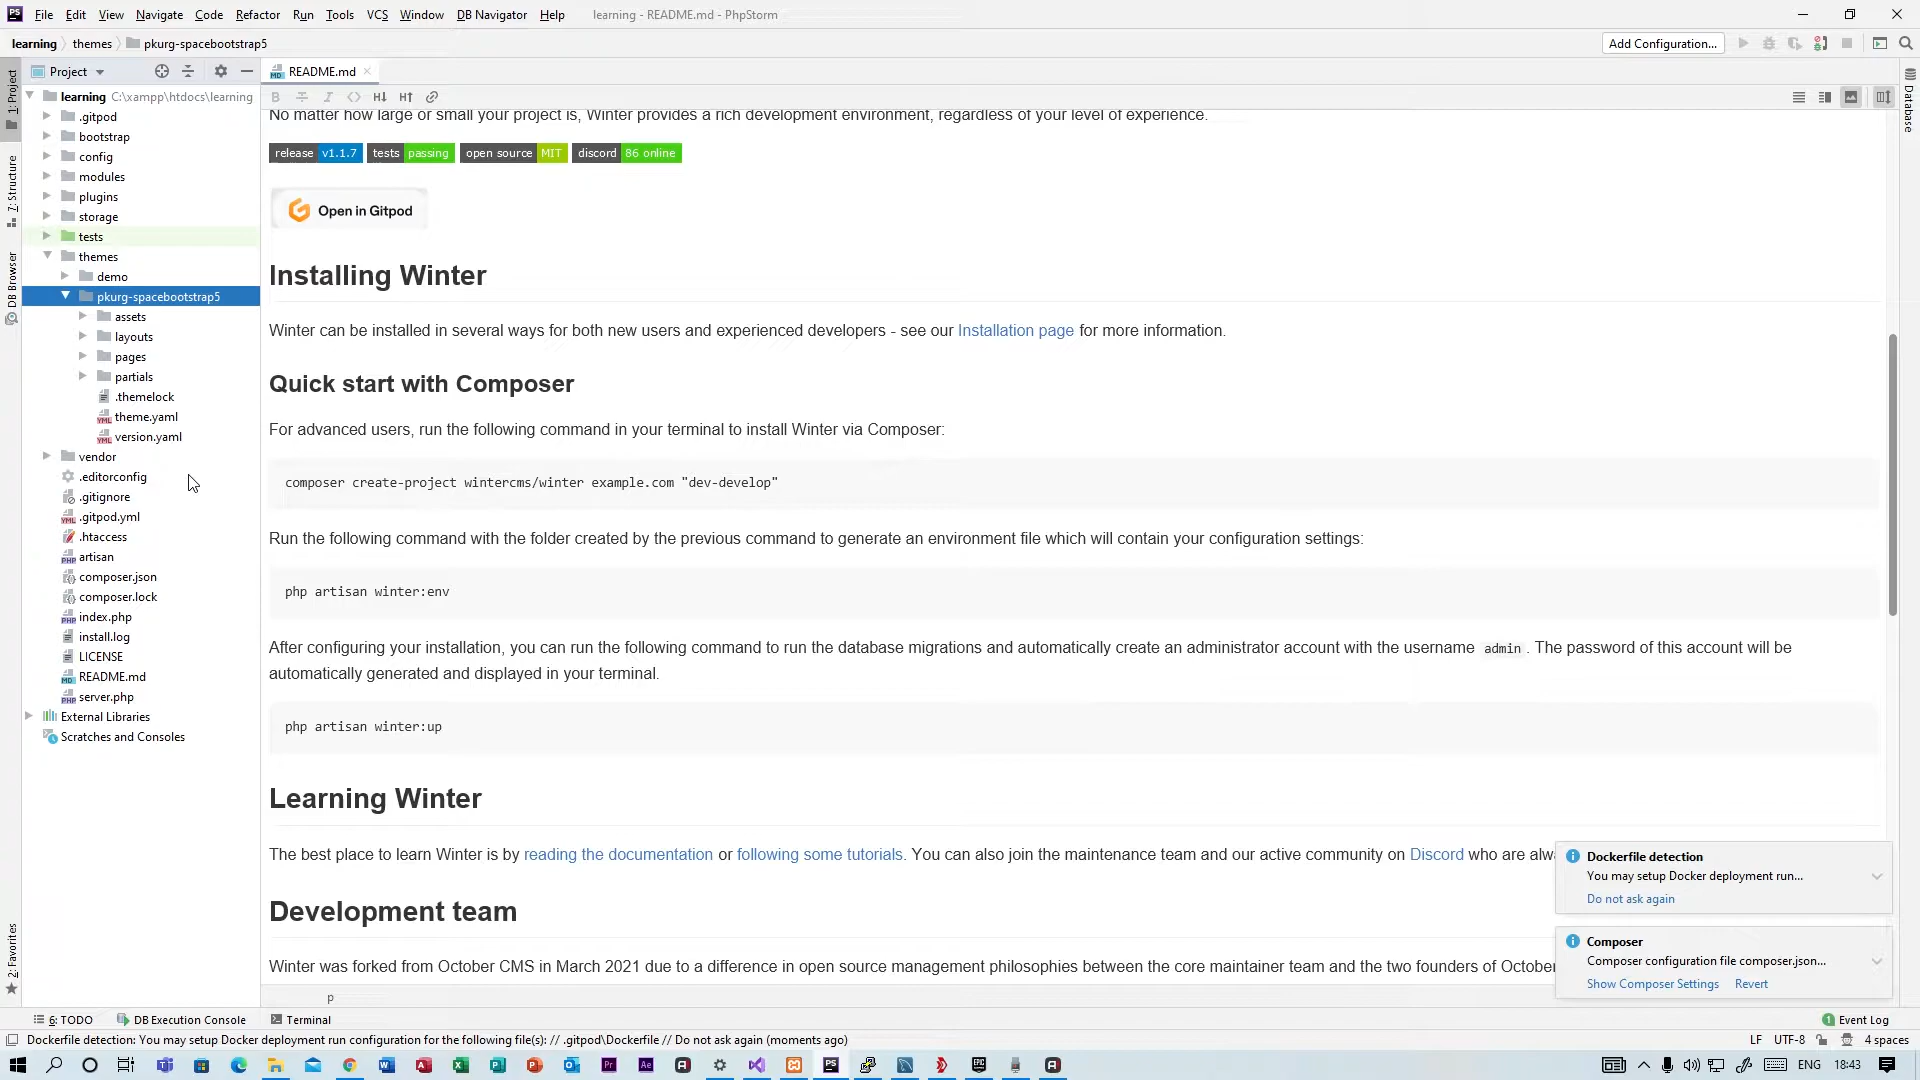 File Edit View Navigate Code Refactor Run Tools VCS Window DB Navigator Help learning - README.md - PhpStorm
learning themes pkurg-spacebootstrap5 Add Configuration...
Project README.md
1: Project
7: Structure
DB Browser
2: Favorites
Database
learning C:\xampp\htdocs\learning
.gitpod
bootstrap
config
modules
plugins
storage
tests
themes
demo
pkurg-spacebootstrap5
assets
layouts
pages
partials
.themelock
theme.yaml
version.yaml
vendor
.editorconfig
.gitignore
.gitpod.yml
.htaccess
artisan
composer.json
composer.lock
index.php
install.log
LICENSE
README.md
server.php
External Libraries
Scratches and Consoles
No matter how large or small your project is, Winter provides a rich development environment, regardless of your level of experience.
release v1.1.7 tests passing open source MIT discord 86 online
Open in Gitpod
Installing Winter
Winter can be installed in several ways for both new users and experienced developers - see our Installation page for more information.
Quick start with Composer
For advanced users, run the following command in your terminal to install Winter via Composer:
composer create-project wintercms/winter example.com "dev-develop"
Run the following command with the folder created by the previous command to generate an environment file which will contain your configuration settings:
php artisan winter:env
After configuring your installation, you can run the following command to run the database migrations and automatically create an administrator account with the username admin. The password of this account will be
automatically generated and displayed in your terminal.
php artisan winter:up
Learning Winter
The best place to learn Winter is by reading the documentation or following some tutorials. You can also join the maintenance team and our active community on Discord who are alwa
Development team
Winter was forked from October CMS in March 2021 due to a difference in open source management philosophies between the core maintainer team and the two founders of October
p
Dockerfile detection
You may setup Docker deployment run...
Do not ask again
Composer
Composer configuration file composer.json...
Show Composer Settings Revert
6: TODO DB Execution Console Terminal 1 Event Log
Dockerfile detection: You may setup Docker deployment run configuration for the following file(s): // .gitpod\Dockerfile // Do not ask again (moments ago) LF UTF-8 4 spaces
ENG 18:43